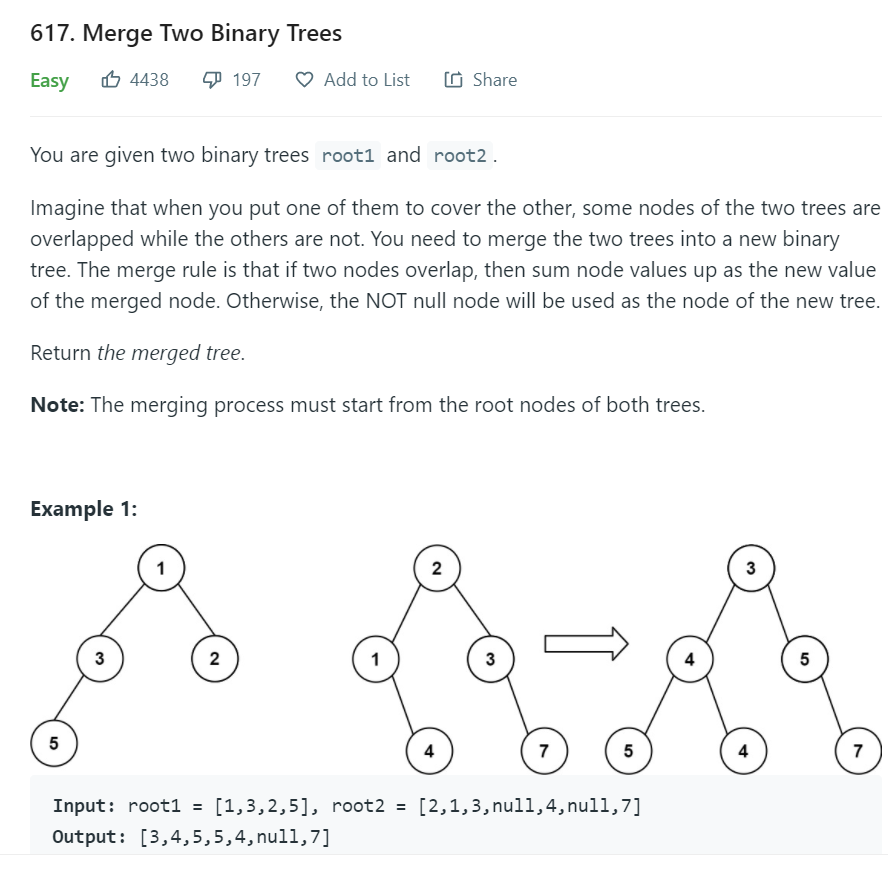 617. Merge Two Binary Trees
Easy 4438 197 Add to List Share
You are given two binary trees root1 and root2.
Imagine that when you put one of them to cover the other, some nodes of the two trees are
overlapped while the others are not. You need to merge the two trees into a new binary
tree. The merge rule is that if two nodes overlap, then sum node values up as the new value
of the merged node. Otherwise, the NOT null node will be used as the node of the new tree.
Return the merged tree.
Note: The merging process must start from the root nodes of both trees.
Example 1:
1 2 3
3 2 1 3 4 5
5 4 7 5 4 7
Input: root1 = [1,3,2,5], root2 = [2,1,3,null,4,null,7]
Output: [3,4,5,5,4,null,7]